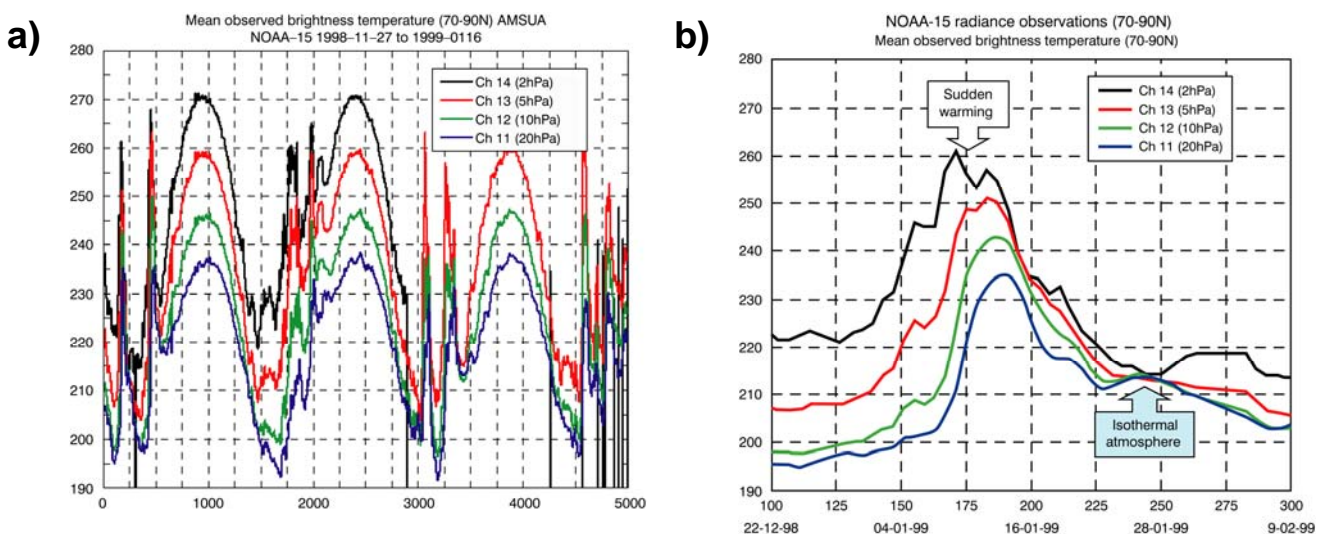 a)
Mean observed brightness temperature (70-90N) AMSUA
NOAA–15 1998–11–27 to 1999–0116
280
270
260
250
240
230
220
210
200
190
Ch 14 (2hPa)
Ch 13 (5hPa)
Ch 12 (10hPa)
Ch 11 (20hPa)
0 1000 2000 3000 4000 5000
b)
NOAA-15 radiance observations (70-90N)
Mean observed brightness temperature (70-90N)
280
270
260
250
240
230
220
210
200
190
Sudden
warming
Ch 14 (2hPa)
Ch 13 (5hPa)
Ch 12 (10hPa)
Ch 11 (20hPa)
Isothermal
atmosphere
100 125 150 175 200 225 250 275 300
22-12-98 04-01-99 16-01-99 28-01-99 9-02-99